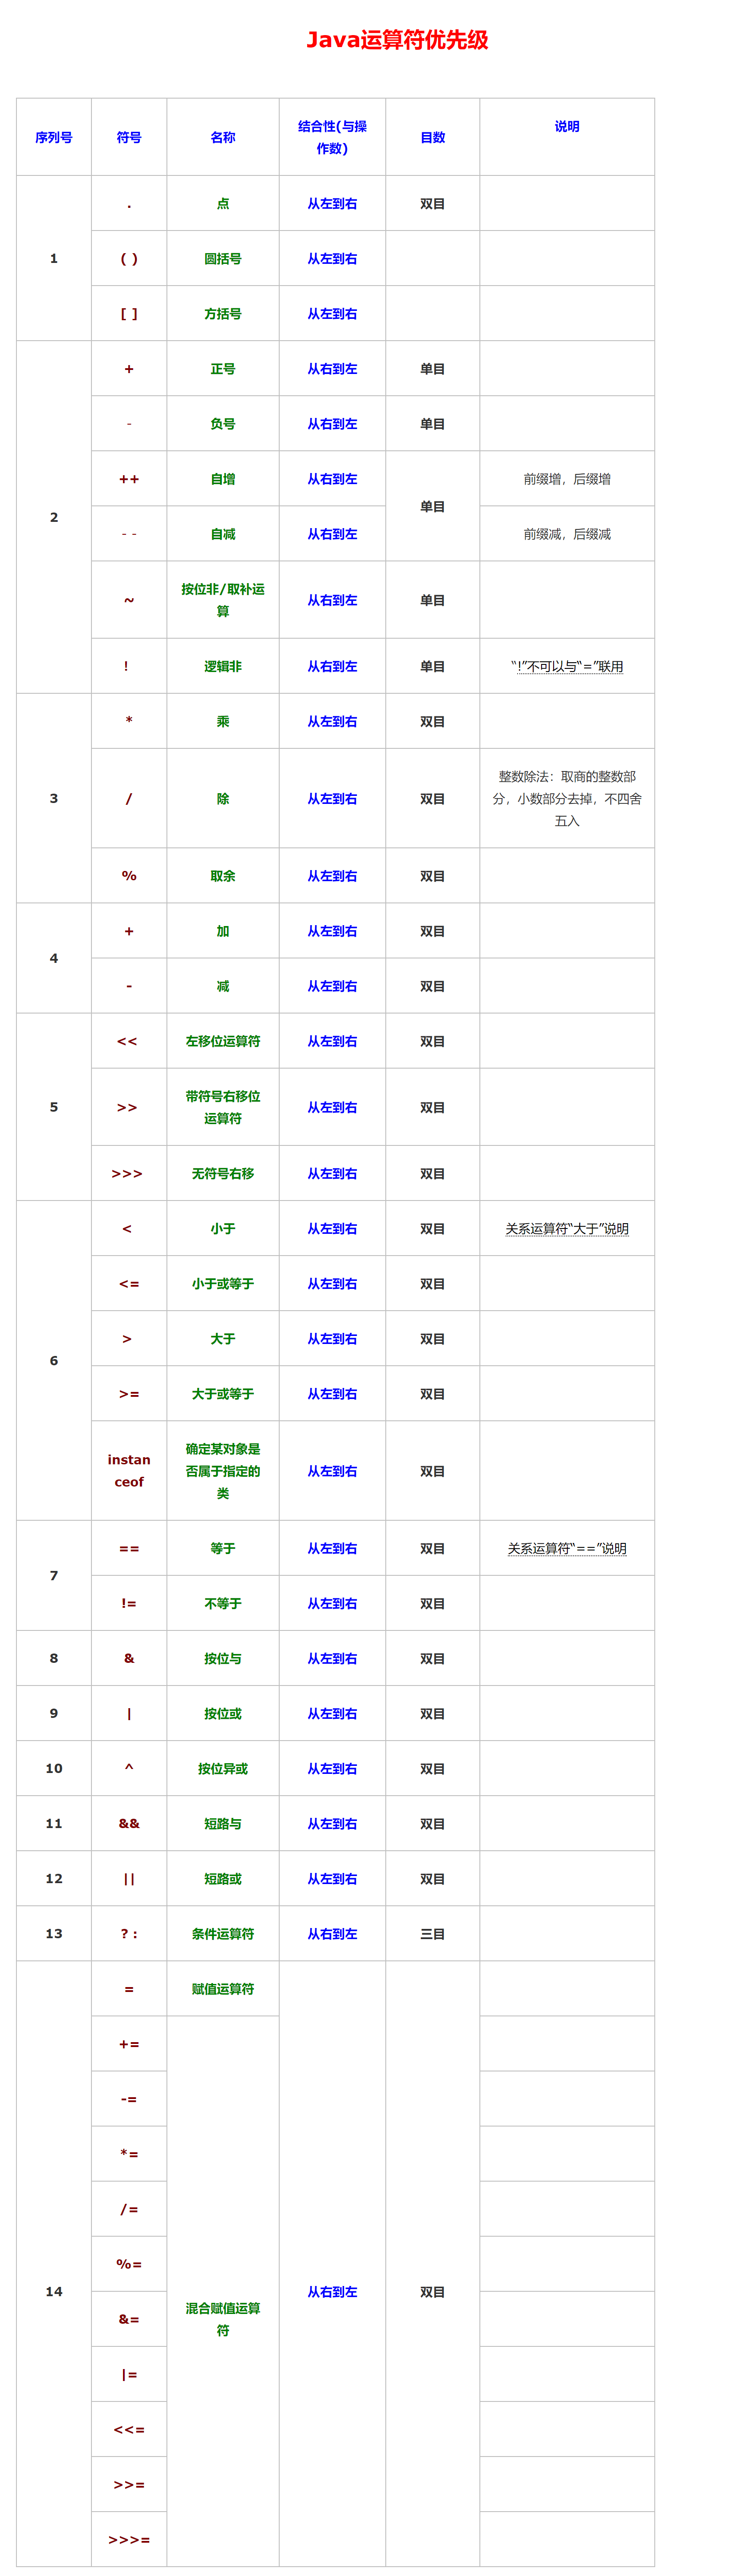 Java运算符优先级
序列号 符号 名称 结合性(与操 目数 说明
作数)
1
. 点 从左到右 双目
( ) 圆括号 从左到右
[ ] 方括号 从左到右
2
+ 正号 从右到左 单目
- 负号 从右到左 单目
++ 自增 从右到左 单目 前缀增，后缀增
- - 自减 从右到左 前缀减，后缀减
~ 按位非/取补运 从右到左 单目
算
! 逻辑非 从右到左 单目 “!”不可以与“=”联用
3
* 乘 从左到右 双目
/ 除 从左到右 双目 整数除法：取商的整数部
分，小数部分去掉，不四舍
五入
% 取余 从左到右 双目
4
+ 加 从左到右 双目
- 减 从左到右 双目
5
<< 左移位运算符 从左到右 双目
>> 带符号右移位 从左到右 双目
运算符
>>> 无符号右移 从左到右 双目
6
< 小于 从左到右 双目 关系运算符“大于”说明
<= 小于或等于 从左到右 双目
> 大于 从左到右 双目
>= 大于或等于 从左到右 双目
instan 确定某对象是 从左到右 双目
ceof 否属于指定的
类
7
== 等于 从左到右 双目 关系运算符“==”说明
!= 不等于 从左到右 双目
8 & 按位与 从左到右 双目
9 | 按位或 从左到右 双目
10 ^ 按位异或 从左到右 双目
11 && 短路与 从左到右 双目
12 || 短路或 从左到右 双目
13 ? : 条件运算符 从右到左 三目
14
= 赋值运算符 从右到左 双目
+= 混合赋值运算
符
-=
*=
/=
%=
&=
|=
<<=
>>=
>>>=